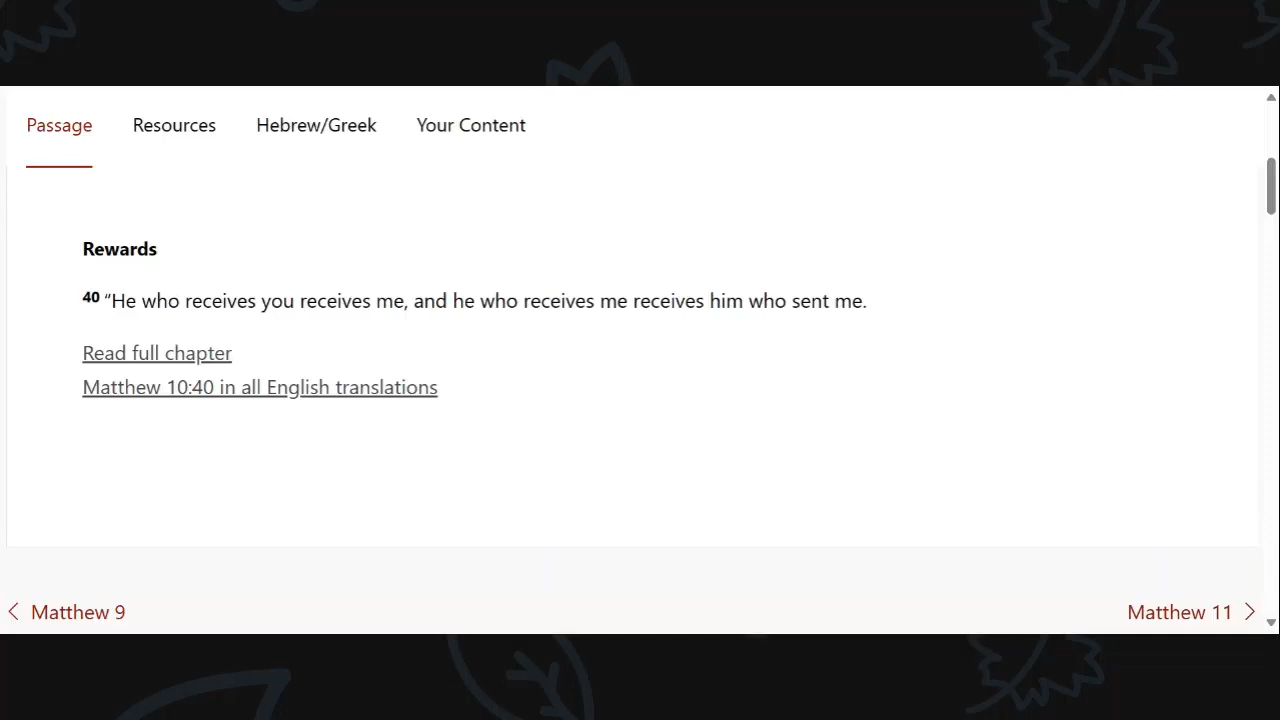 Passage Resources Hebrew/Greek Your Content
Rewards
40 “He who receives you receives me, and he who receives me receives him who sent me.
Read full chapter
Matthew 10:40 in all English translations
Matthew 9 Matthew 11